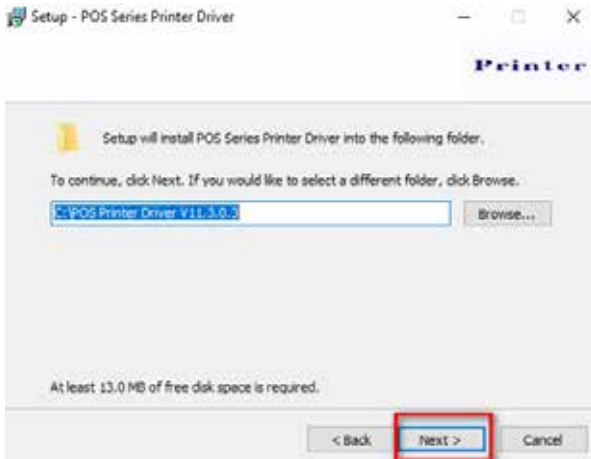 Setup - POS Series Printer Driver
Printer
Setup will install POS Series Printer Driver into the following folder.
To continue, click Next. If you would like to select a different folder, click Browse.
C:\POS Printer Driver V11.3.0.3
Browse...
At least 13.0 MB of free disk space is required.
< Back
Next >
Cancel